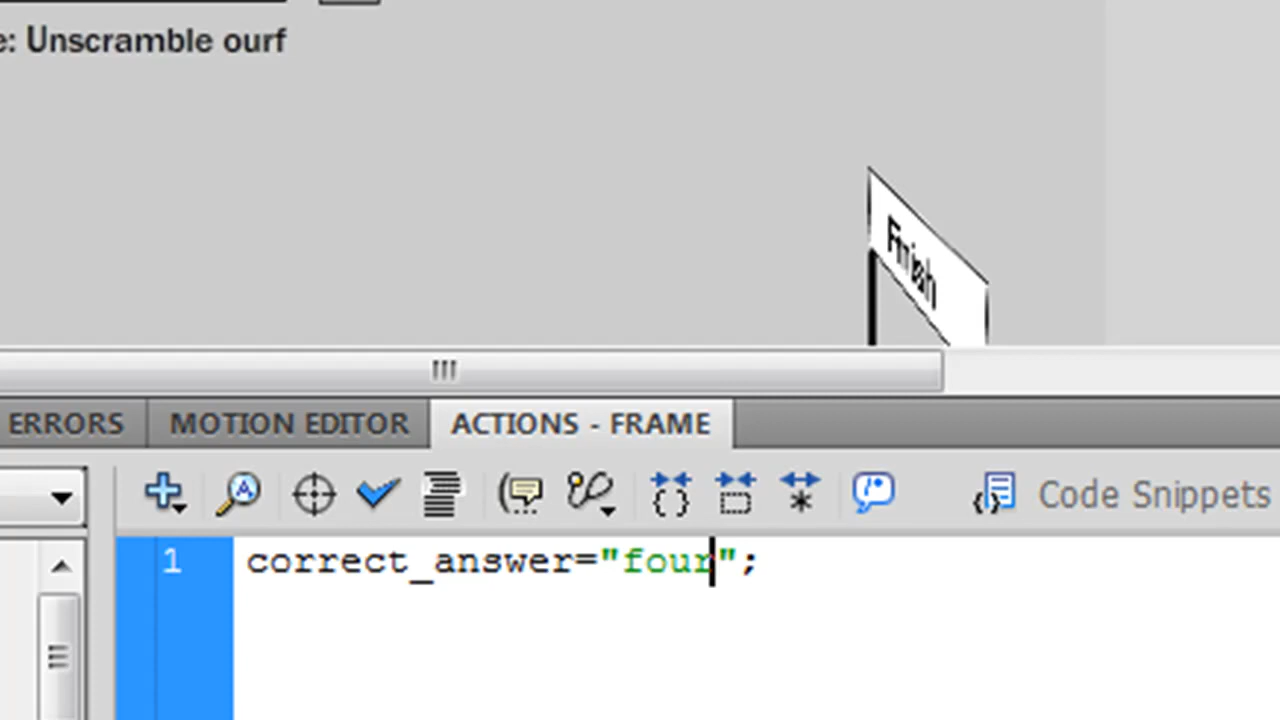 e: Unscramble ourf
Finish
ERRORS
MOTION EDITOR
ACTIONS - FRAME
Code Snippets
1
correct_answer="four";